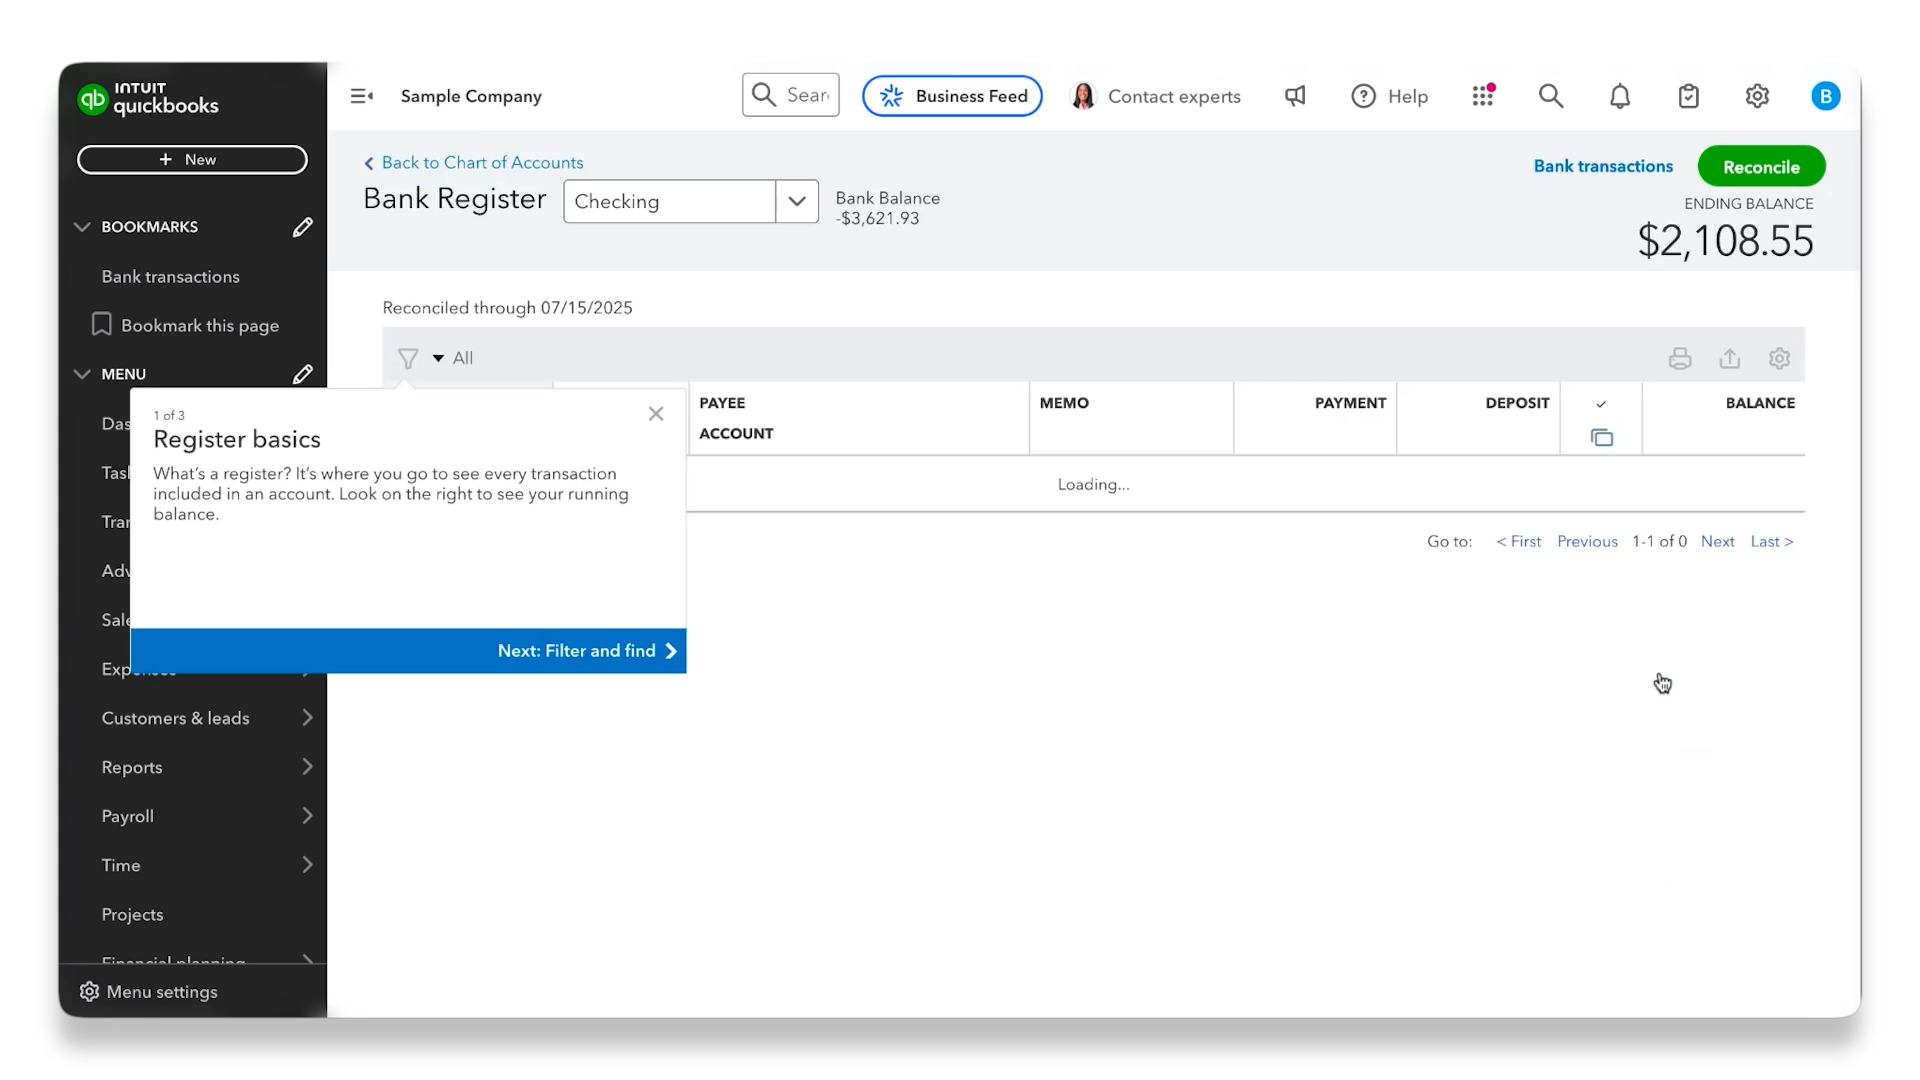 INTUIT
quickbooks
Sample Company
Sear
Business Feed
Contact experts
Help
B
+ New
BOOKMARKS
Bank transactions
Bookmark this page
MENU
Customers & leads
Reports
Payroll
Time
Projects
Financial planning
Menu settings
Back to Chart of Accounts
Bank Register
Checking
Bank Balance
-$3,621.93
Bank transactions
Reconcile
ENDING BALANCE
$2,108.55
Reconciled through 07/15/2025
All
PAYEE
ACCOUNT
MEMO
PAYMENT
DEPOSIT
BALANCE
Loading...
Go to: < First Previous 1-1 of 0 Next Last >
1 of 3
Register basics
What's a register? It's where you go to see every transaction
included in an account. Look on the right to see your running
balance.
Next: Filter and find